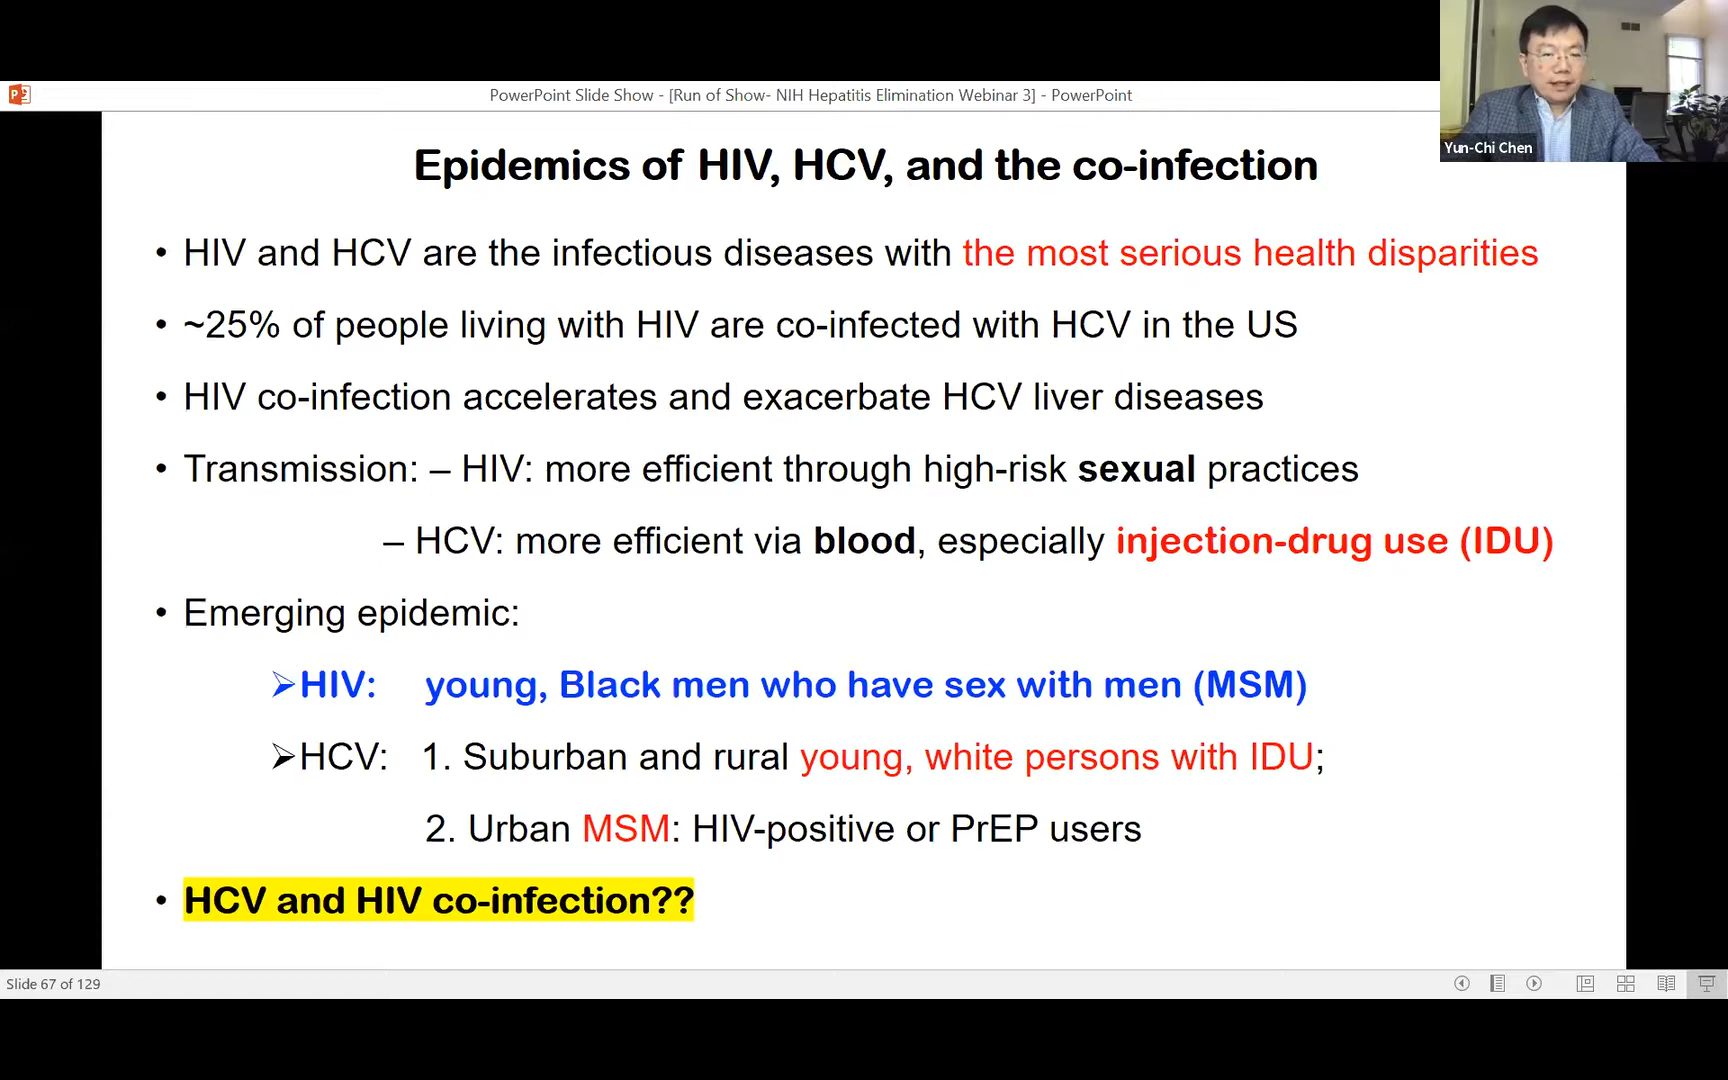 PowerPoint Slide Show - [Run of Show- NIH Hepatitis Elimination Webinar 3] - PowerPoint
Yun-Chi Chen
Epidemics of HIV, HCV, and the co-infection
• HIV and HCV are the infectious diseases with the most serious health disparities
• ~25% of people living with HIV are co-infected with HCV in the US
• HIV co-infection accelerates and exacerbate HCV liver diseases
• Transmission: – HIV: more efficient through high-risk sexual practices
– HCV: more efficient via blood, especially injection-drug use (IDU)
• Emerging epidemic:
➢HIV: young, Black men who have sex with men (MSM)
➢HCV: 1. Suburban and rural young, white persons with IDU;
2. Urban MSM: HIV-positive or PrEP users
• HCV and HIV co-infection??
Slide 67 of 129